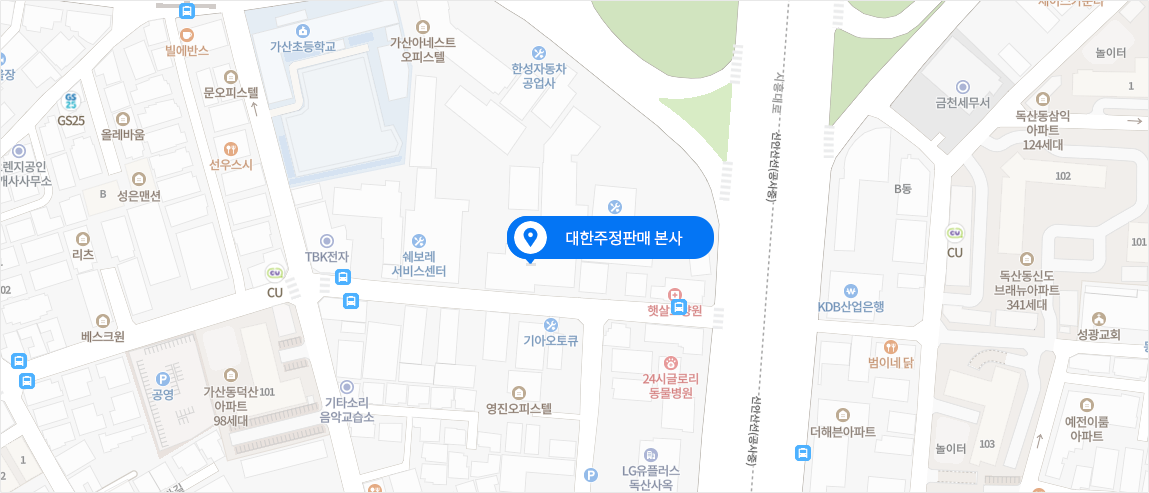 빌에반스
가산초등학교
가산아네스트
오피스텔
한성자동차
공업사
놀이터
문오피스텔
GS
25
GS25
올레바움
선우스시
시흥대로
금천세무서
1
독산동삼익
아파트
124세대
신안산선(공사중)
B
성은맨션
102
B동
리츠
TBK전자
쉐보레
서비스센터
대한주정판매 본사
CU
CU
101
독산동신도
브래뉴아파트
341세대
CU
CU
베스크원
햇살
KDB산업은행
성광교회
기아오토큐
범이네 닭
24시글로리
동물병원
P
공영
가산동덕산
아파트
98세대
101
기타소리
음악교습소
영진오피스텔
신안산선(공사중)
더해븐아파트
예전이룸
아파트
103
놀이터
1
P
LG유플러스
독산사옥